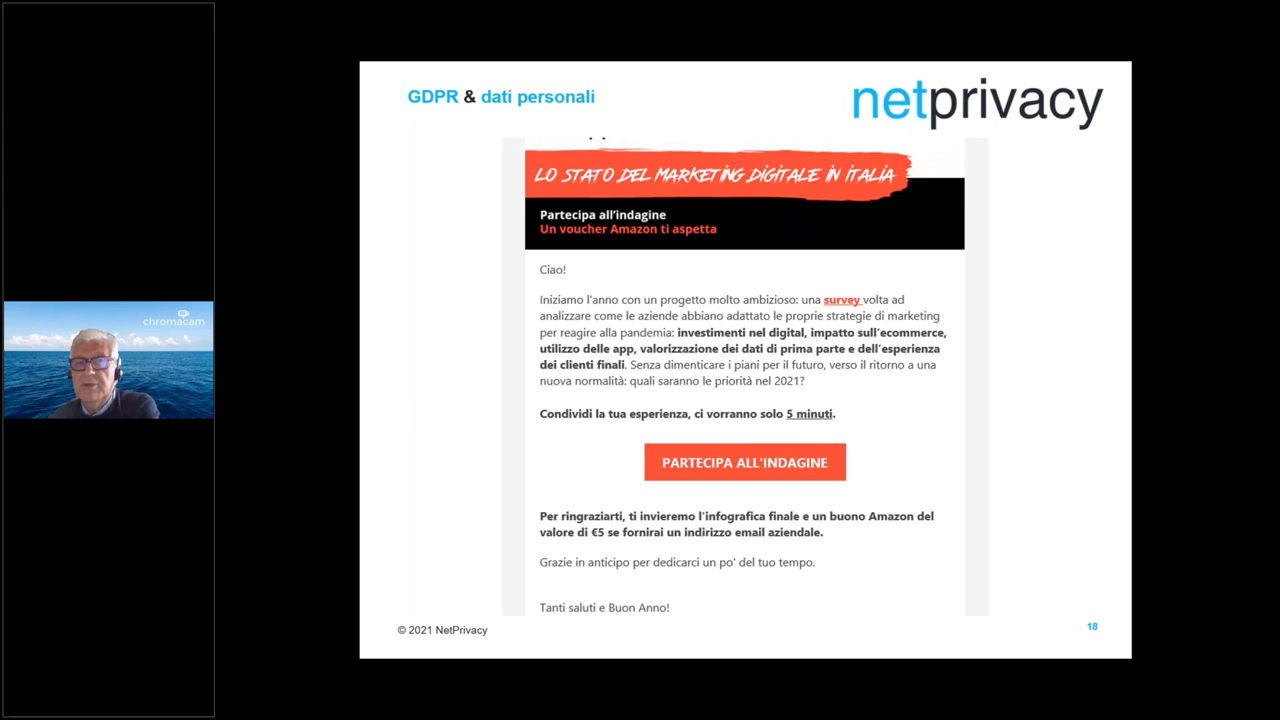 chromacam
GDPR & dati personali
netprivacy
LO STATO DEL MARKETING DIGITALE IN ITALIA
Partecipa all'indagine
Un voucher Amazon ti aspetta
Ciao!
Iniziamo l'anno con un progetto molto ambizioso: una survey volta ad
analizzare come le aziende abbiano adattato le proprie strategie di marketing
per reagire alla pandemia: investimenti nel digital, impatto sull'ecommerce,
utilizzo delle app, valorizzazione dei dati di prima parte e dell'esperienza
dei clienti finali. Senza dimenticare i piani per il futuro, verso il ritorno a una
nuova normalità: quali saranno le priorità nel 2021?
Condividi la tua esperienza, ci vorranno solo 5 minuti.
PARTECIPA ALL'INDAGINE
Per ringraziarti, ti invieremo l'infografica finale e un buono Amazon del
valore di €5 se fornirai un indirizzo email aziendale.
Grazie in anticipo per dedicarci un po' del tuo tempo.
Tanti saluti e Buon Anno!
© 2021 NetPrivacy
18